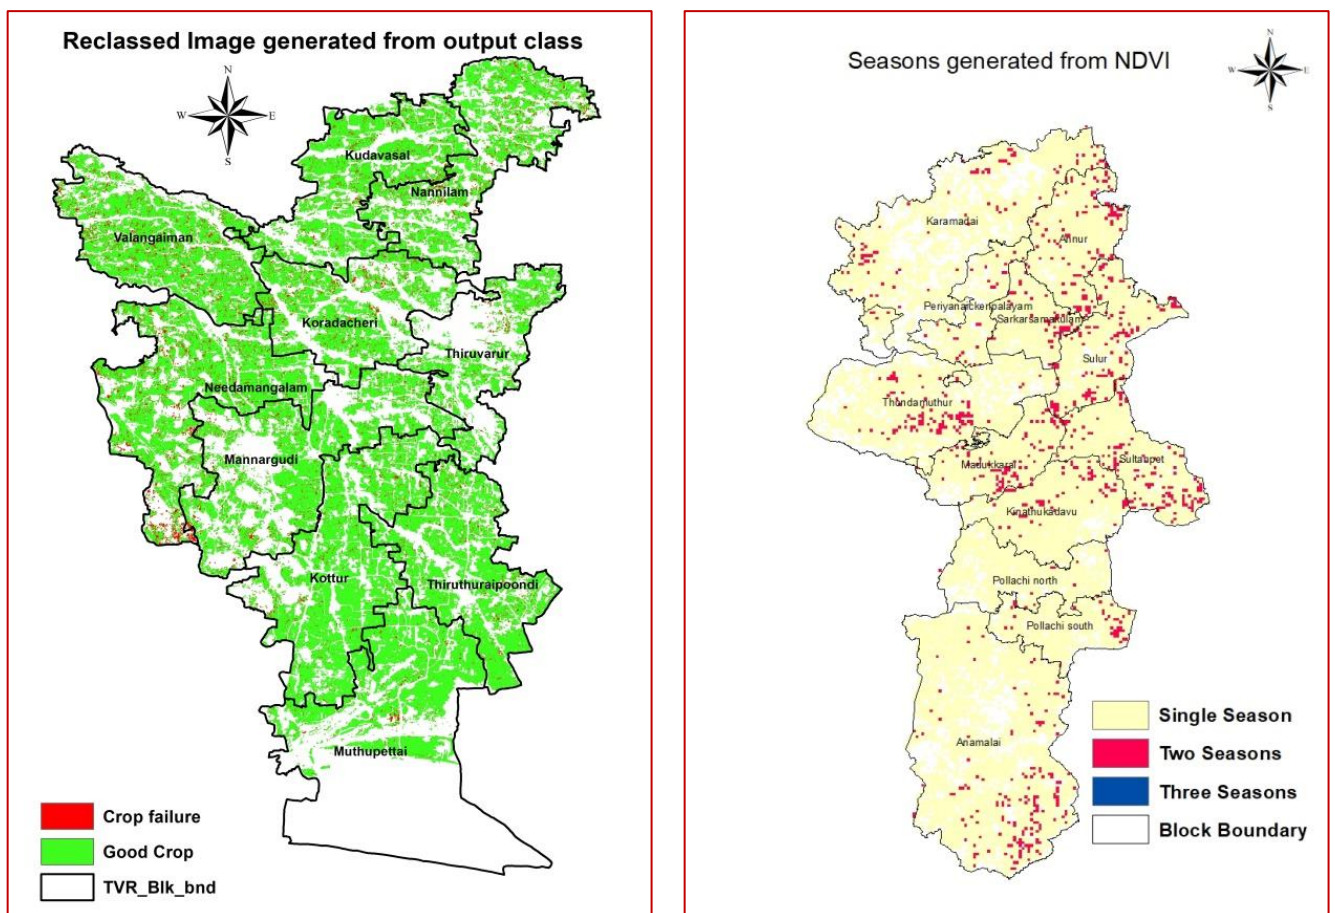 Reclassed Image generated from output class
N
W
E
S
Kudavasal
Nannilam
Valangaiman
Koradacheri
Thiruvarur
Needamangalam
Mannargudi
Kottur
Thiruthuraipoondi
Muthupettai
Crop failure
Good Crop
TVR_Blk_bnd
Seasons generated from NDVI
N
W
E
S
Karamadai
Annur
Periyanaickenpalayam
Sarkarsamakulam
Sulur
Thondamuthur
Madukkarai
Sultanpet
Kinathukadavu
Pollachi north
Pollachi south
Anamalai
Single Season
Two Seasons
Three Seasons
Block Boundary